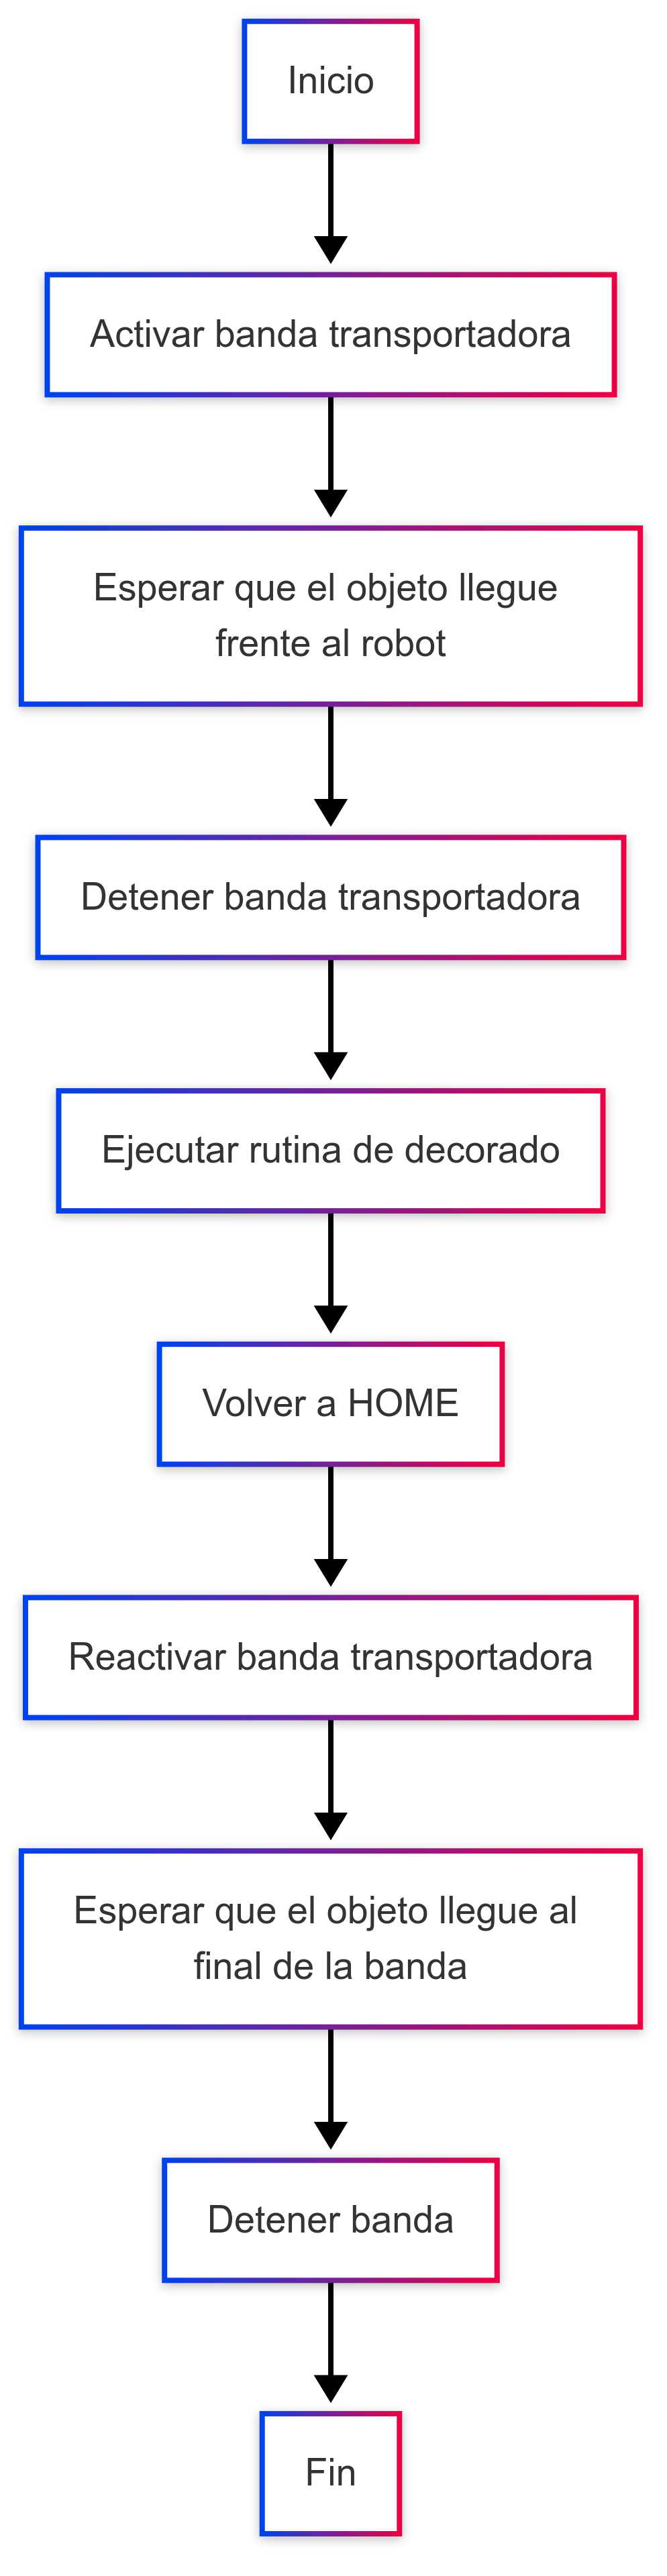 Inicio
Activar banda transportadora
Esperar que el objeto llegue
frente al robot
Detener banda transportadora
Ejecutar rutina de decorado
Volver a HOME
Reactivar banda transportadora
Esperar que el objeto llegue al
final de la banda
Detener banda
Fin